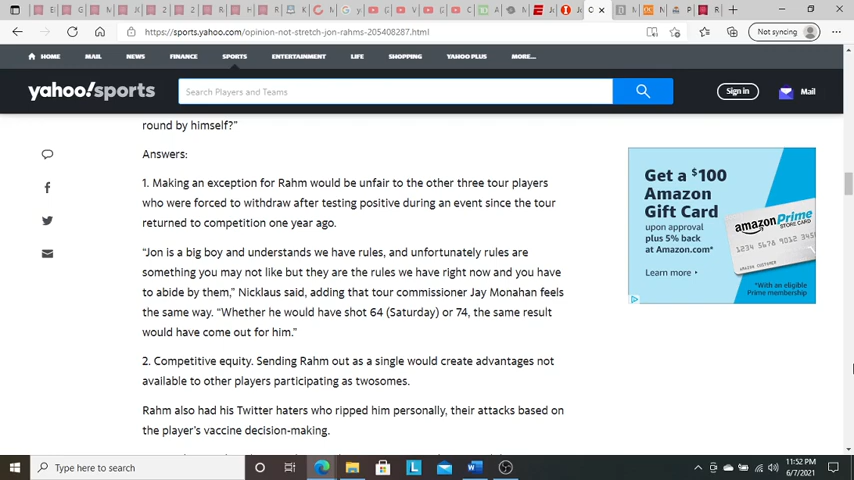 https://sports.yahoo.com/opinion-not-stretch-jon-rahms-205408287.html
Not syncing
HOME MAIL NEWS FINANCE SPORTS ENTERTAINMENT LIFE SHOPPING YAHOO PLUS MORE...
yahoo!sports
Search Players and Teams
Sign in
Mail
round by himself?"
Answers:
1. Making an exception for Rahm would be unfair to the other three tour players
who were forced to withdraw after testing positive during an event since the tour
returned to competition one year ago.
“Jon is a big boy and understands we have rules, and unfortunately rules are
something you may not like but they are the rules we have right now and you have
to abide by them,” Nicklaus said, adding that tour commissioner Jay Monahan feels
the same way. “Whether he would have shot 64 (Saturday) or 74, the same result
would have come out for him.”
2. Competitive equity. Sending Rahm out as a single would create advantages not
available to other players participating as twosomes.
Rahm also had his Twitter haters who ripped him personally, their attacks based on
the player’s vaccine decision-making.
Get a $100
Amazon
Gift Card
upon approval
plus 5% back
at Amazon.com*
Learn more
amazonPrime
STORE CARD
*With an eligible
Prime membership
Type here to search
11:52 PM
6/7/2021